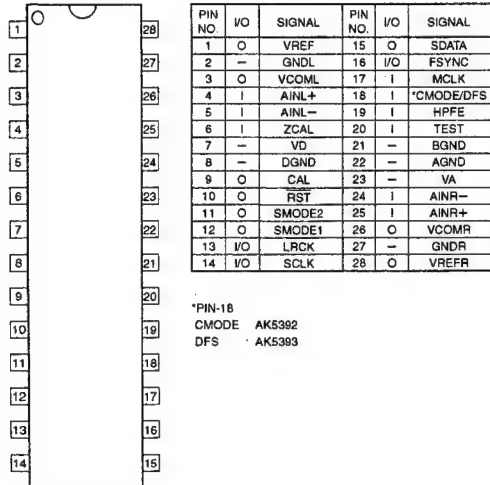 1 28
2 27
3 26
4 25
5 24
6 23
7 22
8 21
9 20
10 19
11 18
12 17
13 16
14 15
PIN NO. I/O SIGNAL PIN NO. I/O SIGNAL
1 O VREF 15 O SDATA
2 – GNDL 16 I/O FSYNC
3 O VCOML 17 I MCLK
4 I AINL+ 18 I *CMODE/DFS
5 I AINL– 19 I HPFE
6 I ZCAL 20 I TEST
7 – VD 21 – BGND
8 – DGND 22 – AGND
9 O CAL 23 – VA
10 O RST 24 I AINR–
11 O SMODE2 25 I AINR+
12 O SMODE1 26 O VCOMR
13 I/O LRCK 27 – GNDR
14 I/O SCLK 28 O VREFR
*PIN-18
CMODE AK5392
DFS AK5393